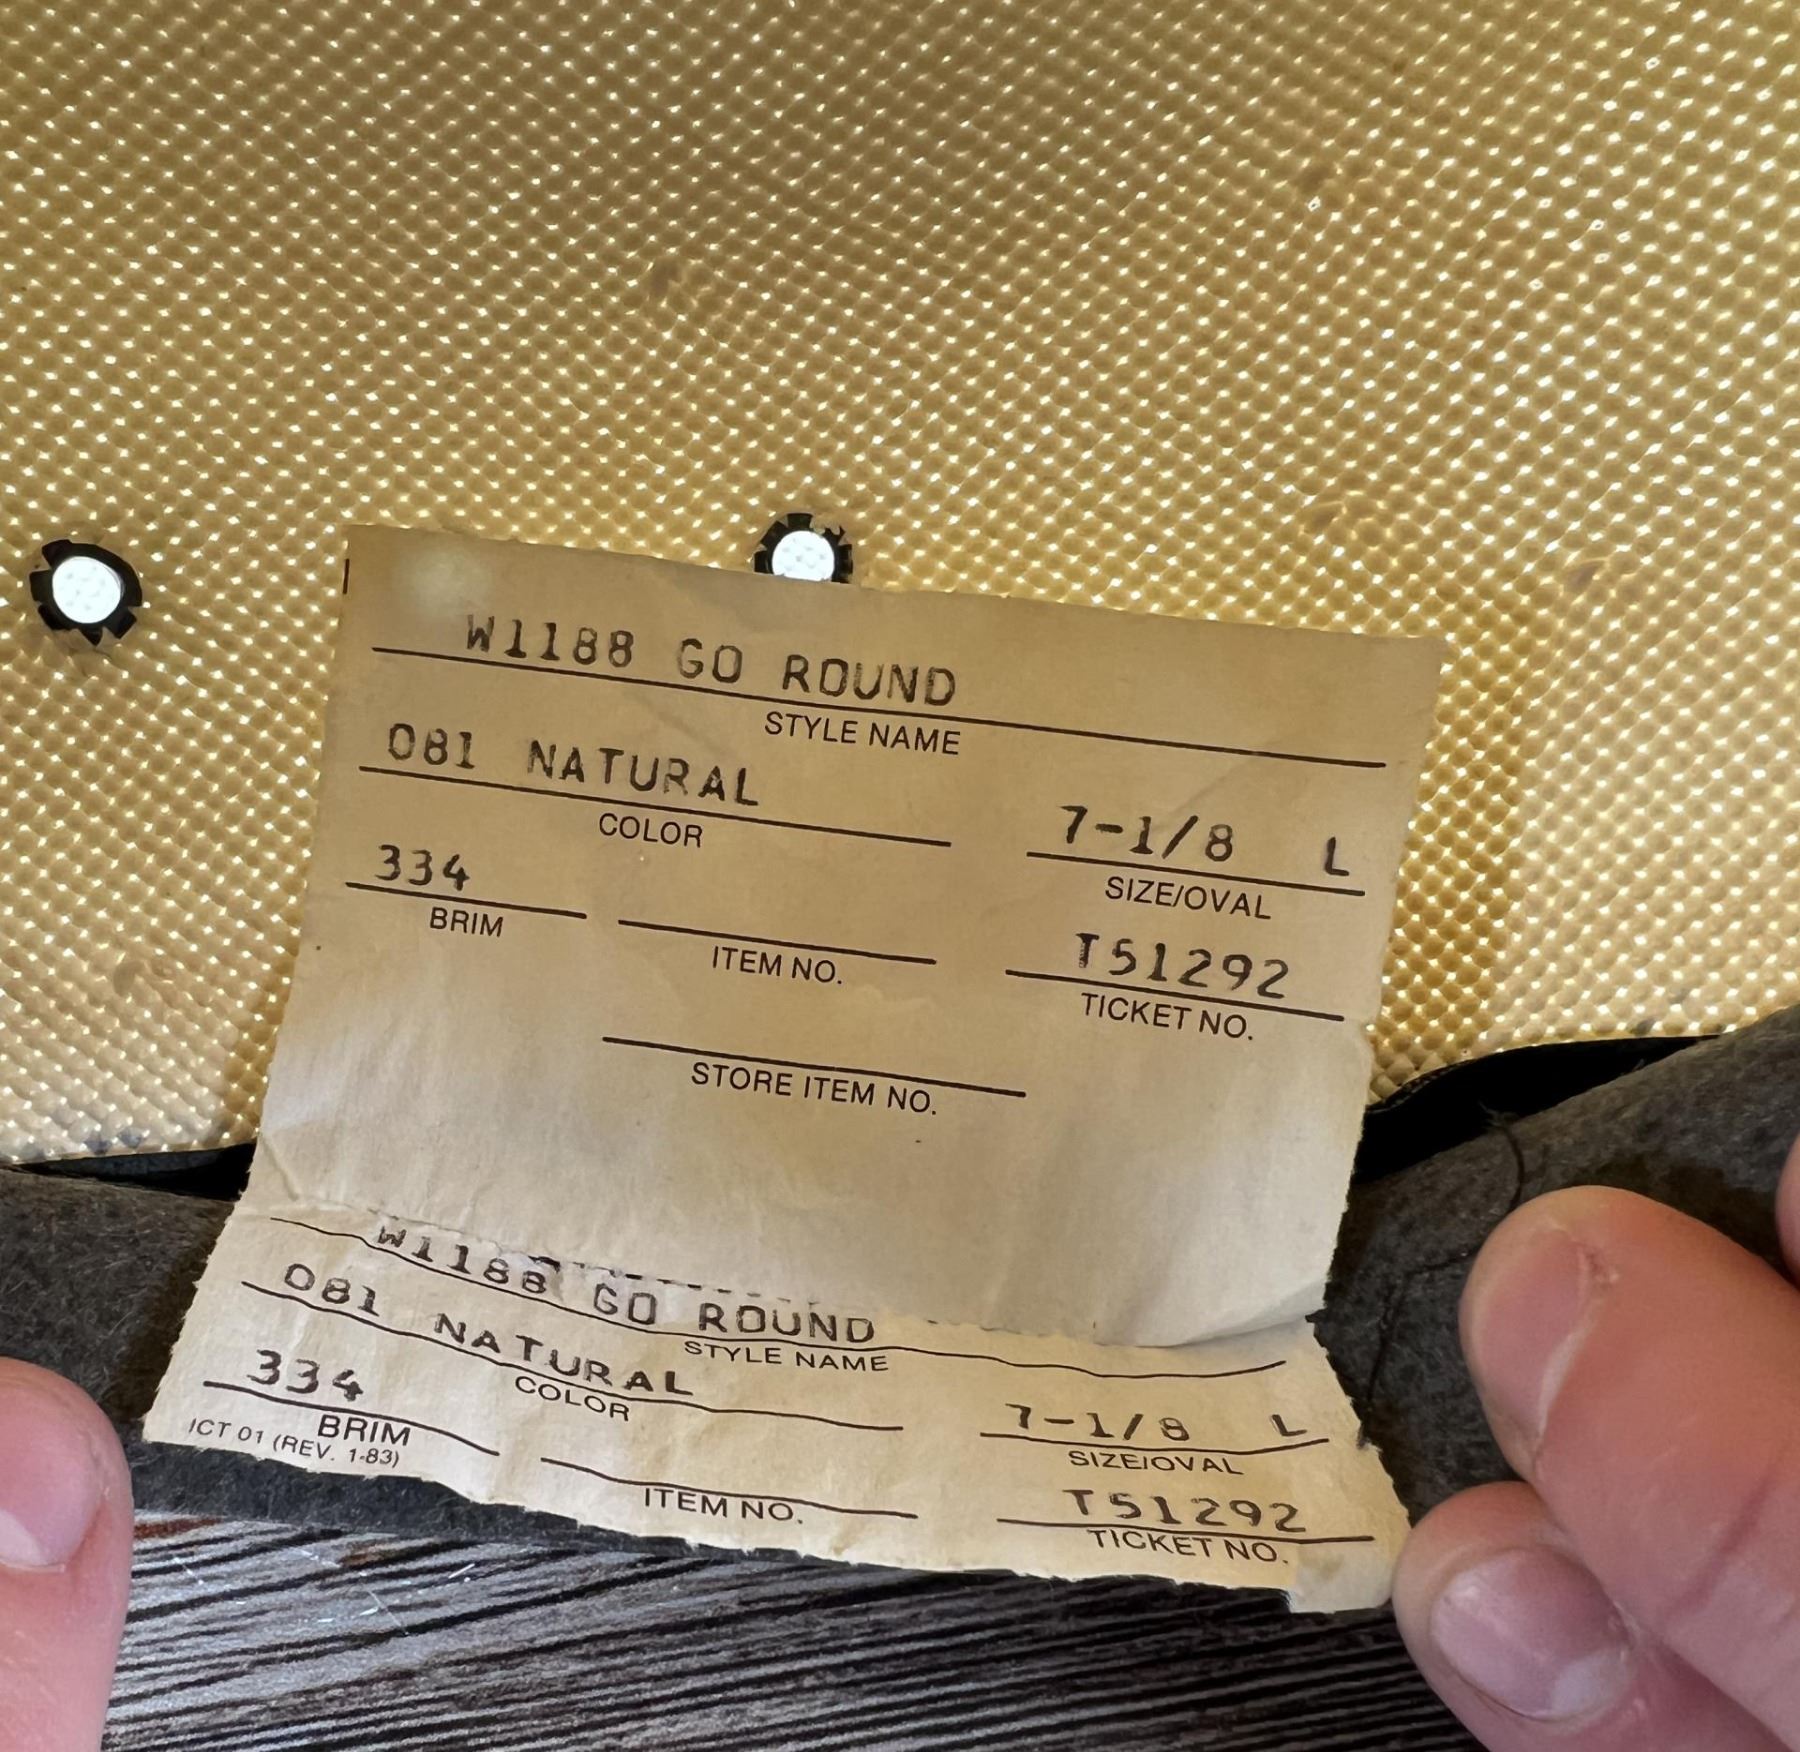 W1188 GO ROUND
STYLE NAME
081 NATURAL
COLOR
7-1/8 L
SIZE/OVAL
334
BRIM
ITEM NO.
T51292
TICKET NO.
STORE ITEM NO.
W1188 GO ROUND
STYLE NAME
081 NATURAL
COLOR
7-1/8 L
SIZE/OVAL
334
BRIM
ICT 01 (REV. 1-83)
ITEM NO.
T51292
TICKET NO.